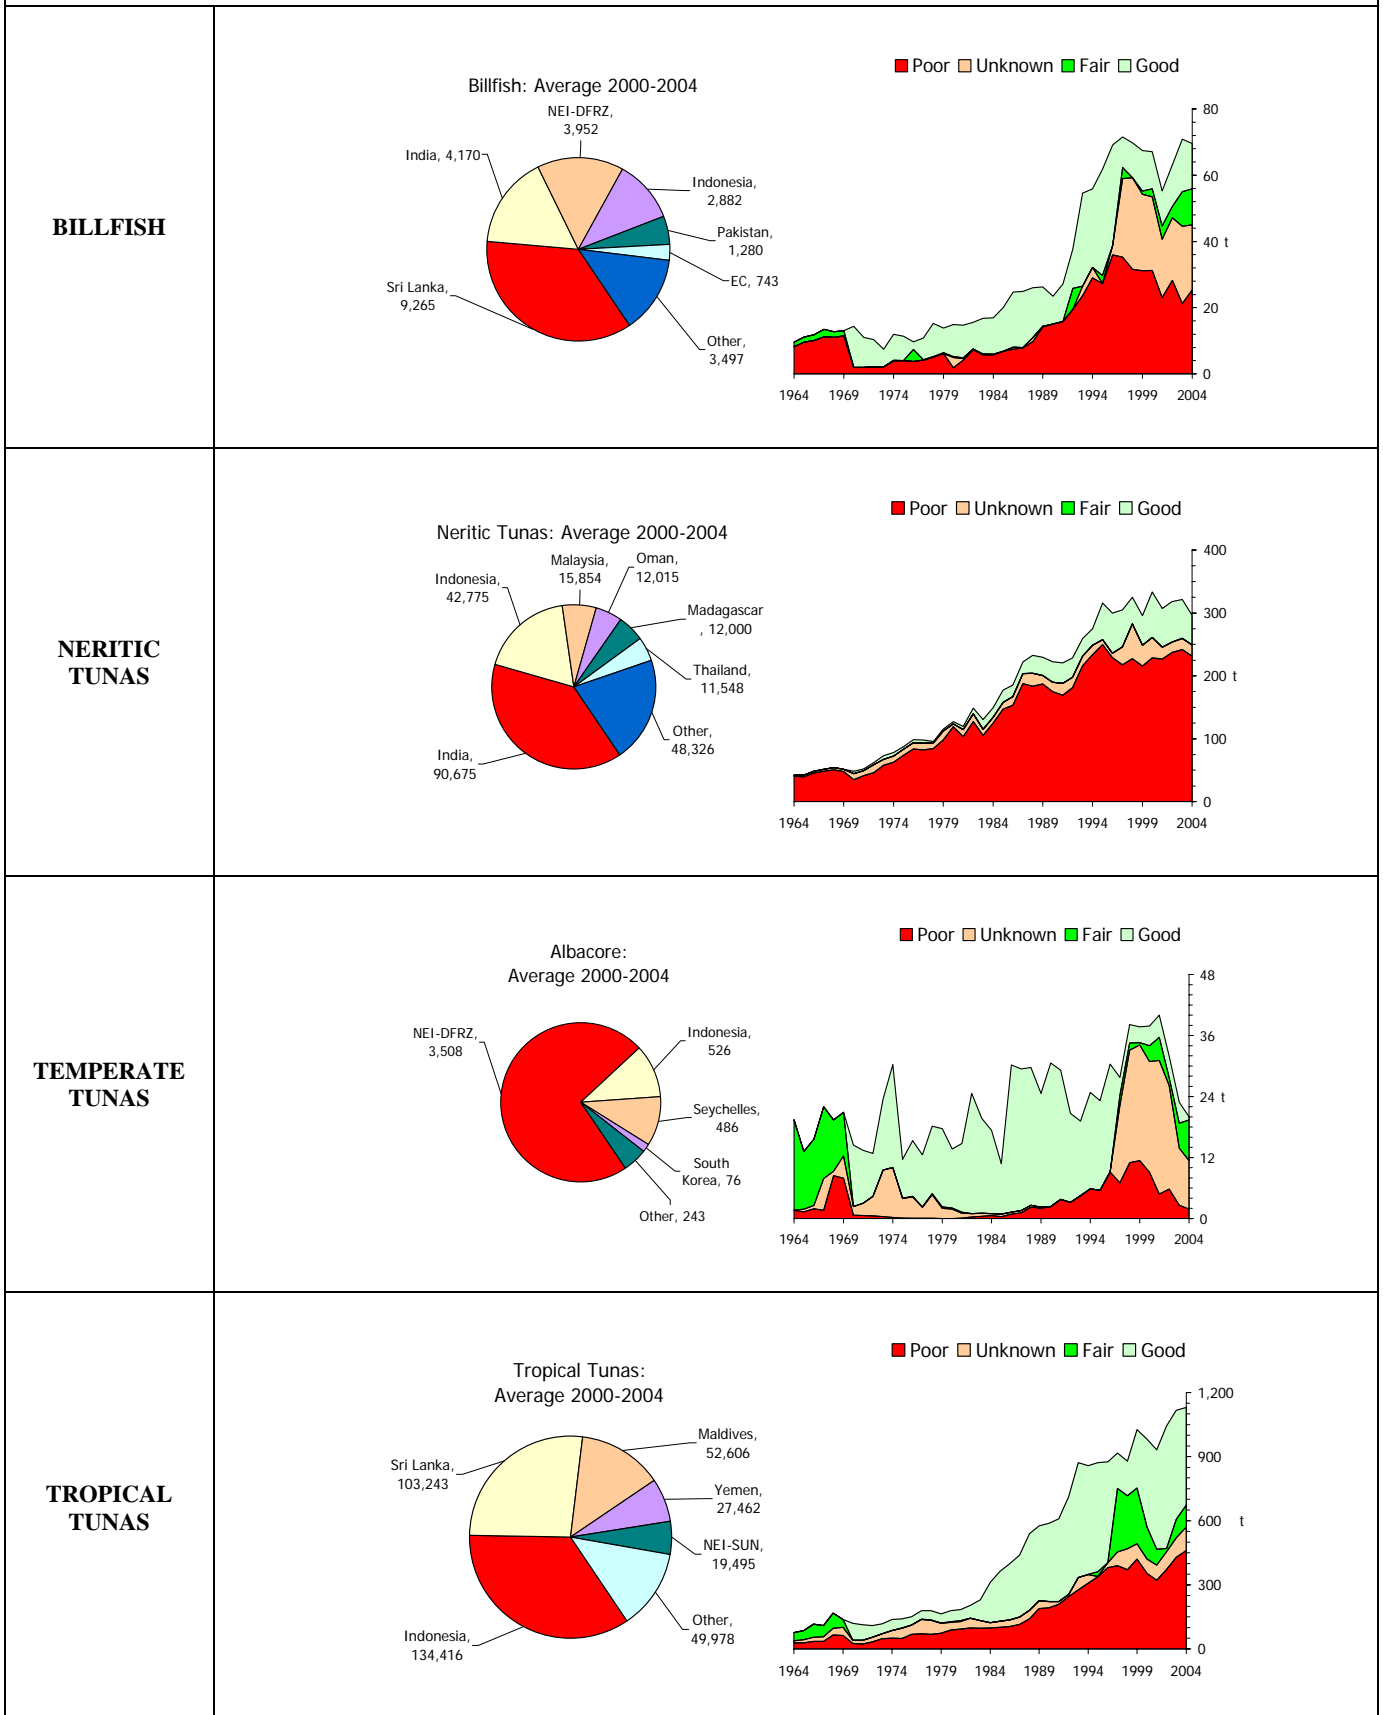 BILLFISH
Billfish: Average 2000-2004
NEI-DFRZ,
3,952
India, 4,170
Indonesia,
2,882
Pakistan,
1,280
EC, 743
Sri Lanka,
9,265
Other,
3,497
Poor Unknown Fair Good
80
60
40 t
20
0
1964 1969 1974 1979 1984 1989 1994 1999 2004
NERITIC
TUNAS
Neritic Tunas: Average 2000-2004
Malaysia,
15,854
Oman,
12,015
Indonesia,
42,775
Madagascar
, 12,000
Thailand,
11,548
Other,
48,326
India,
90,675
Poor Unknown Fair Good
400
300
200 t
100
0
1964 1969 1974 1979 1984 1989 1994 1999 2004
TEMPERATE
TUNAS
Albacore:
Average 2000-2004
NEI-DFRZ,
3,508
Indonesia,
526
Seychelles,
486
South
Korea, 76
Other, 243
Poor Unknown Fair Good
48
36
24 t
12
0
1964 1969 1974 1979 1984 1989 1994 1999 2004
TROPICAL
TUNAS
Tropical Tunas:
Average 2000-2004
Maldives,
52,606
Sri Lanka,
103,243
Yemen,
27,462
NEI-SUN,
19,495
Other,
49,978
Indonesia,
134,416
Poor Unknown Fair Good
1,200
900
600 t
300
0
1964 1969 1974 1979 1984 1989 1994 1999 2004